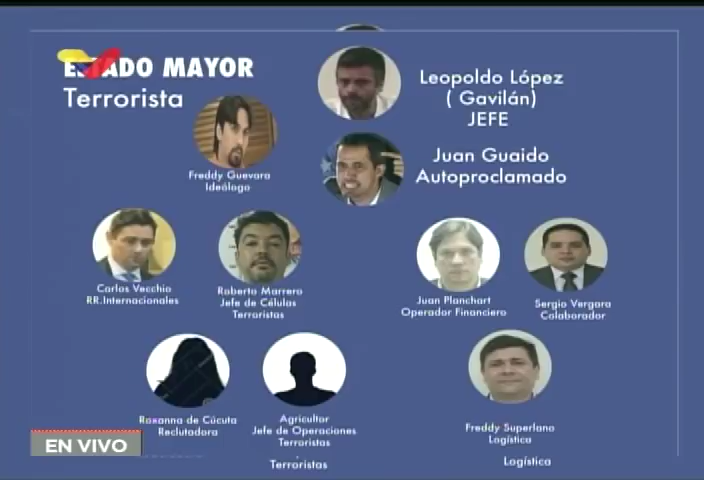 ESTADO MAYOR
Terrorista
Leopoldo López
( Gavilán)
JEFE
Juan Guaido
Autoproclamado
Freddy Guevara
Ideólogo
Carlos Vecchio
RR.Internacionales
Roberto Marrero
Jefe de Células
Terroristas
Juan Planchart
Operador Financiero
Sergio Vergara
Colaborador
Roxanna de Cúcuta
Reclutadora
Agricultor
Jefe de Operaciones
Terroristas
Terroristas
Freddy Superlano
Logística
Logística
EN VIVO